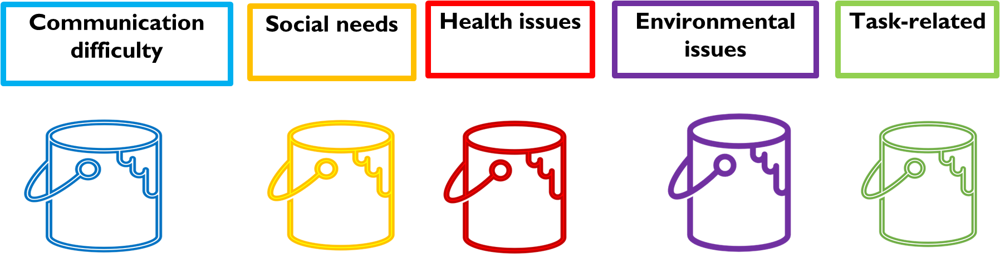 Communication
difficulty
Social needs
Health issues
Environmental
issues
Task-related